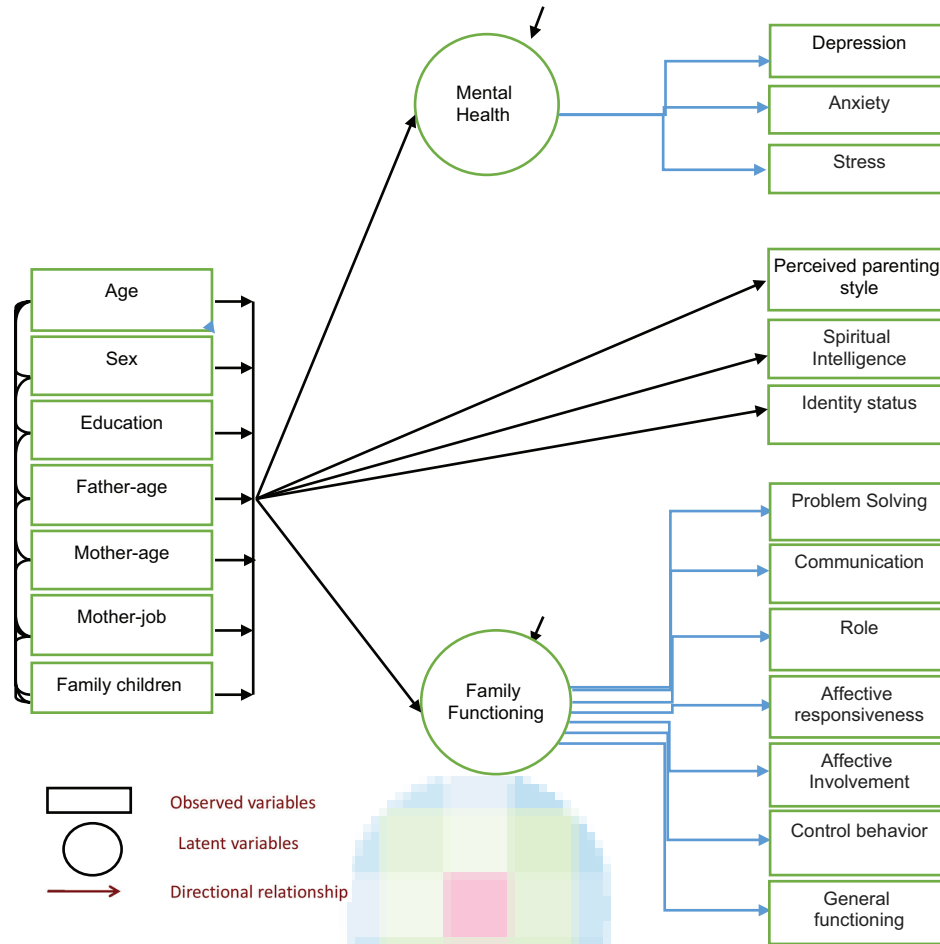 Mental
Health
Depression
Anxiety
Stress
Perceived parenting
style
Spiritual
Intelligence
Identity status
Age
Sex
Education
Father-age
Mother-age
Mother-job
Family children
Family
Functioning
Problem Solving
Communication
Role
Affective
responsiveness
Affective
Involvement
Control behavior
General
functioning
Observed variables
Latent variables
Directional relationship